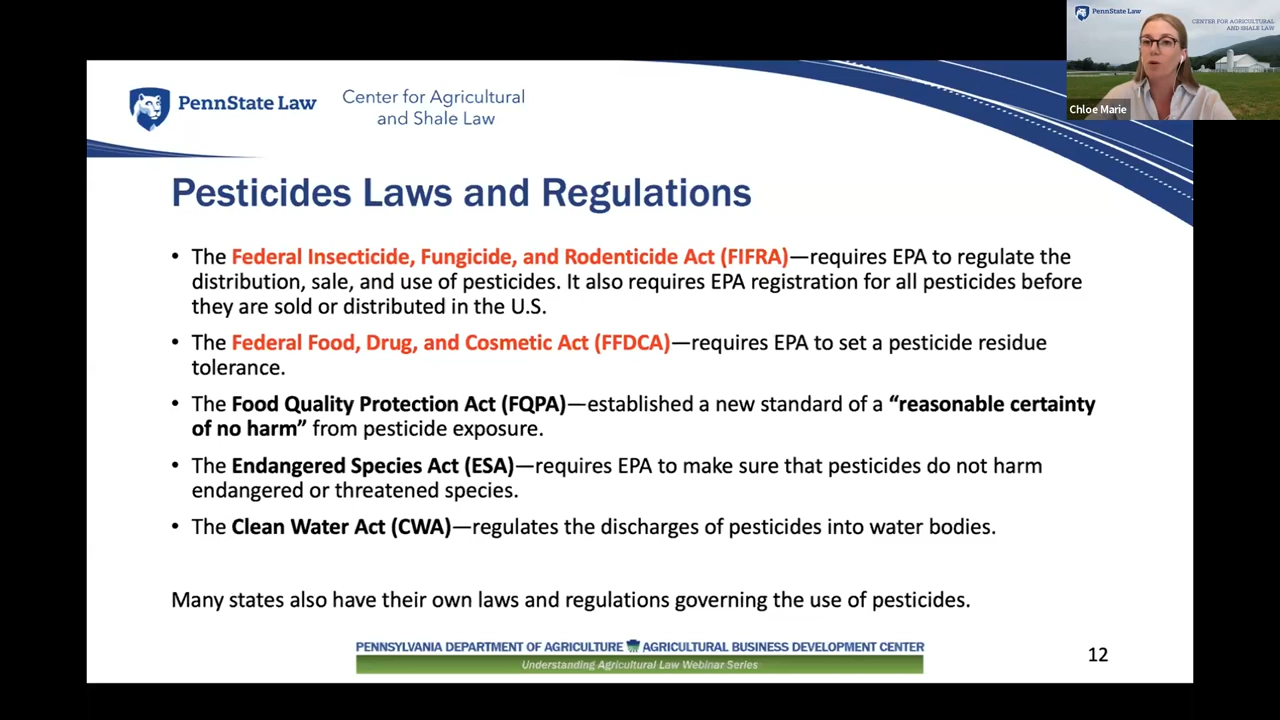 PennState Law
CENTER FOR AGRICULTURAL
AND SHALE LAW
Chloe Marie
PennState Law
Center for Agricultural
and Shale Law
Pesticides Laws and Regulations
• The Federal Insecticide, Fungicide, and Rodenticide Act (FIFRA)—requires EPA to regulate the
distribution, sale, and use of pesticides. It also requires EPA registration for all pesticides before
they are sold or distributed in the U.S.
• The Federal Food, Drug, and Cosmetic Act (FFDCA)—requires EPA to set a pesticide residue
tolerance.
• The Food Quality Protection Act (FQPA)—established a new standard of a “reasonable certainty
of no harm” from pesticide exposure.
• The Endangered Species Act (ESA)—requires EPA to make sure that pesticides do not harm
endangered or threatened species.
• The Clean Water Act (CWA)—regulates the discharges of pesticides into water bodies.
Many states also have their own laws and regulations governing the use of pesticides.
PENNSYLVANIA DEPARTMENT OF AGRICULTURE AGRICULTURAL BUSINESS DEVELOPMENT CENTER
Understanding Agricultural Law Webinar Series
12